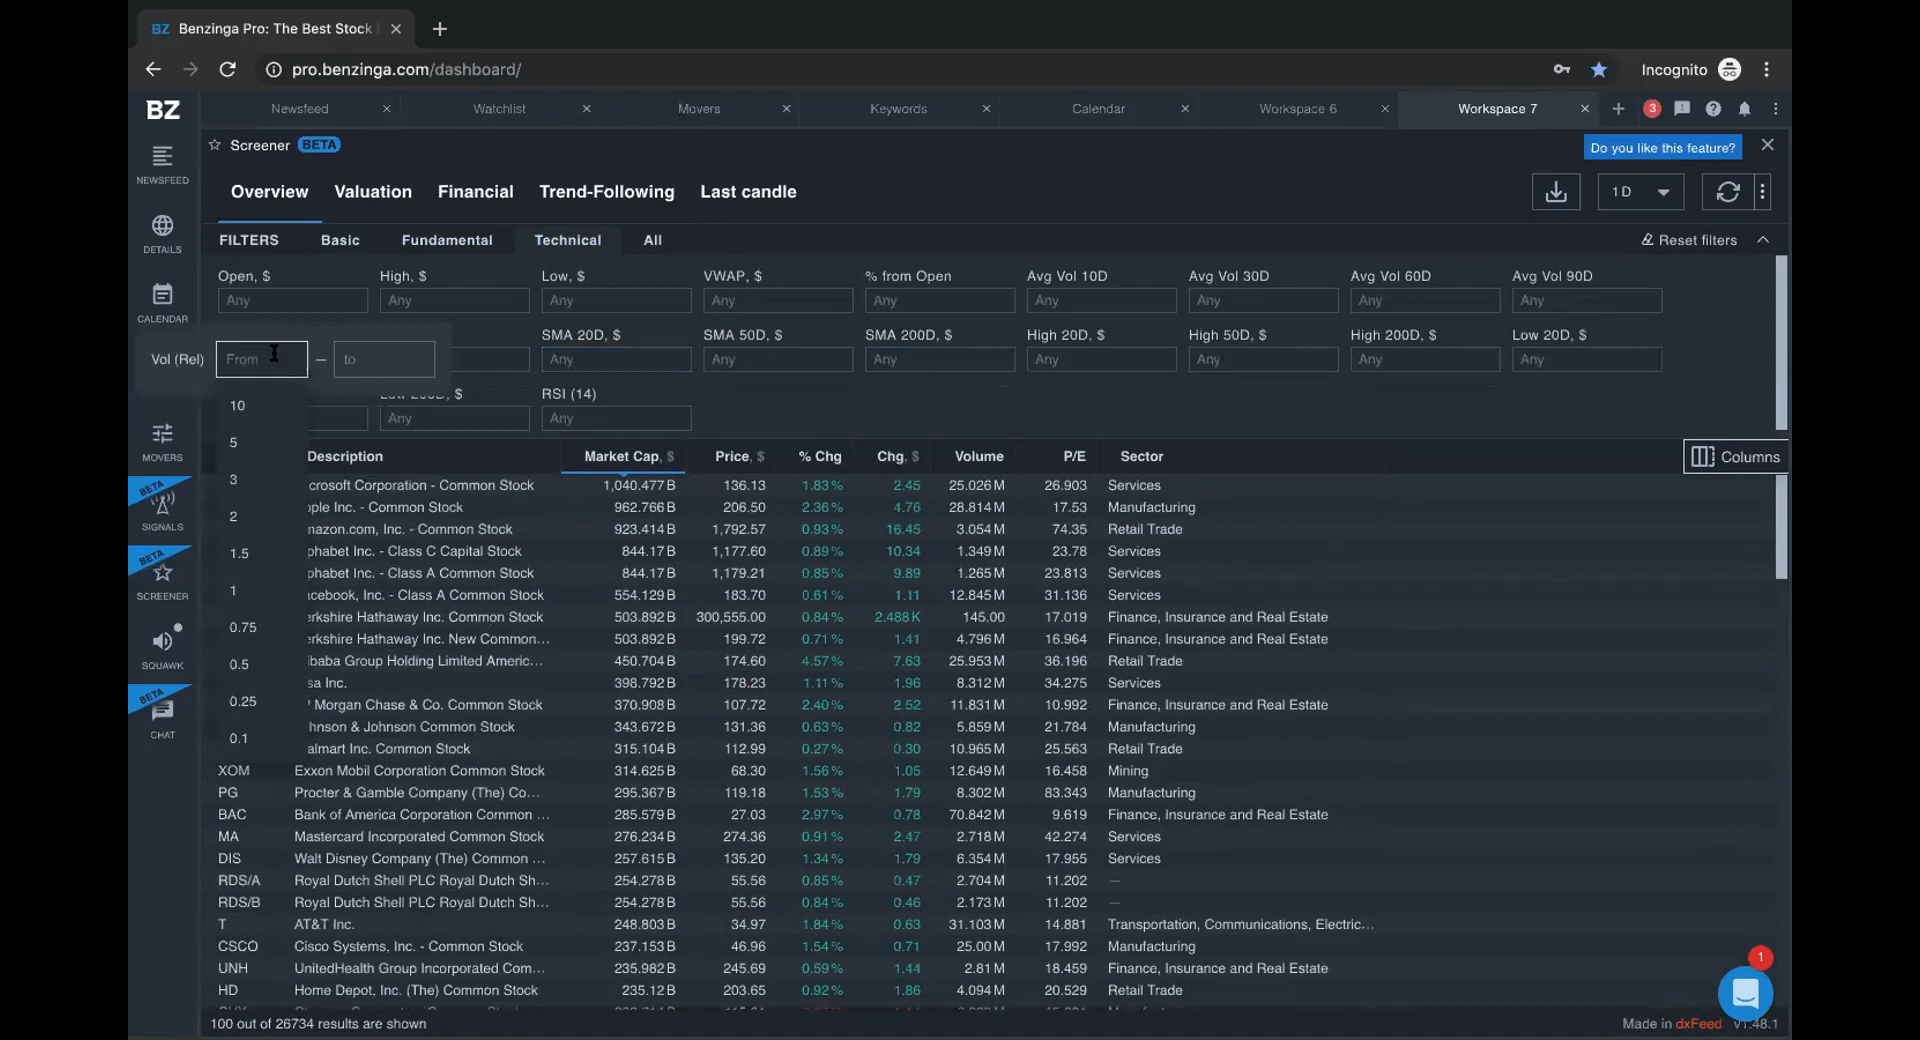 BZ Benzinga Pro: The Best Stock
pro.benzinga.com/dashboard/
Incognito
BZ
Newsfeed
Watchlist
Movers
Keywords
Calendar
Workspace 6
Workspace 7
3
Screener BETA
Do you like this feature?
Overview Valuation Financial Trend-Following Last candle
1D
NEWSFEED
DETAILS
CALENDAR
MOVERS
BETA
SIGNALS
BETA
SCREENER
SQUAWK
BETA
CHAT
FILTERS Basic Fundamental Technical All
Reset filters
Open, $ High, $ Low, $ VWAP, $ % from Open Avg Vol 10D Avg Vol 30D Avg Vol 60D Avg Vol 90D
Any Any Any Any Any Any Any Any Any
SMA 20D, $ SMA 50D, $ SMA 200D, $ High 20D, $ High 50D, $ High 200D, $ Low 20D, $
Vol (Rel) From – to Any Any Any Any Any Any Any
RSI (14)
Any Any
10
5
3
2
1.5
1
0.75
0.5
0.25
0.1
Description Market Cap, $ Price, $ % Chg Chg, $ Volume P/E Sector
Columns
crosoft Corporation - Common Stock 1,040.477B 136.13 1.83% 2.45 25.026M 26.903 Services
ple Inc. - Common Stock 962.766B 206.50 2.36% 4.76 28.814M 17.53 Manufacturing
nazon.com, Inc. - Common Stock 923.414B 1,792.57 0.93% 16.45 3.054M 74.35 Retail Trade
phabet Inc. - Class C Capital Stock 844.17B 1,177.60 0.89% 10.34 1.349M 23.78 Services
phabet Inc. - Class A Common Stock 844.17B 1,179.21 0.85% 9.89 1.265M 23.813 Services
cebook, Inc. - Class A Common Stock 554.129B 183.70 0.61% 1.11 12.845M 31.136 Services
erkshire Hathaway Inc. Common Stock 503.892B 300,555.00 0.84% 2.488K 145.00 17.019 Finance, Insurance and Real Estate
erkshire Hathaway Inc. New Common... 503.892B 199.72 0.71% 1.41 4.796M 16.964 Finance, Insurance and Real Estate
ibaba Group Holding Limited Americ... 450.704B 174.60 4.57% 7.63 25.953M 36.196 Retail Trade
sa Inc. 398.792B 178.23 1.11% 1.96 8.312M 34.275 Services
Morgan Chase & Co. Common Stock 370.908B 107.72 2.40% 2.52 11.831M 10.992 Finance, Insurance and Real Estate
hnson & Johnson Common Stock 343.672B 131.36 0.63% 0.82 5.859M 21.784 Manufacturing
almart Inc. Common Stock 315.104B 112.99 0.27% 0.30 10.965M 25.563 Retail Trade
XOM Exxon Mobil Corporation Common Stock 314.625B 68.30 1.56% 1.05 12.649M 16.458 Mining
PG Procter & Gamble Company (The) Co... 295.367B 119.18 1.53% 1.79 8.302M 83.343 Manufacturing
BAC Bank of America Corporation Common ... 285.579B 27.03 2.97% 0.78 70.842M 9.619 Finance, Insurance and Real Estate
MA Mastercard Incorporated Common Stock 276.234B 274.36 0.91% 2.47 2.718M 42.274 Services
DIS Walt Disney Company (The) Common ... 257.615B 135.20 1.34% 1.79 6.354M 17.955 Services
RDS/A Royal Dutch Shell PLC Royal Dutch Sh... 254.278B 55.56 0.85% 0.47 2.704M 11.202 —
RDS/B Royal Dutch Shell PLC Royal Dutch Sh... 254.278B 55.56 0.84% 0.46 2.173M 11.202 —
T AT&T Inc. 248.803B 34.97 1.84% 0.63 31.103M 14.881 Transportation, Communications, Electric...
CSCO Cisco Systems, Inc. - Common Stock 237.153B 46.96 1.54% 0.71 25.00M 17.992 Manufacturing
UNH UnitedHealth Group Incorporated Com... 235.982B 245.69 0.59% 1.44 2.81M 18.459 Finance, Insurance and Real Estate
HD Home Depot, Inc. (The) Common Stock 235.12B 203.65 0.92% 1.86 4.094M 20.529 Retail Trade
1
100 out of 26734 results are shown
Made in dxFeed v1.48.1